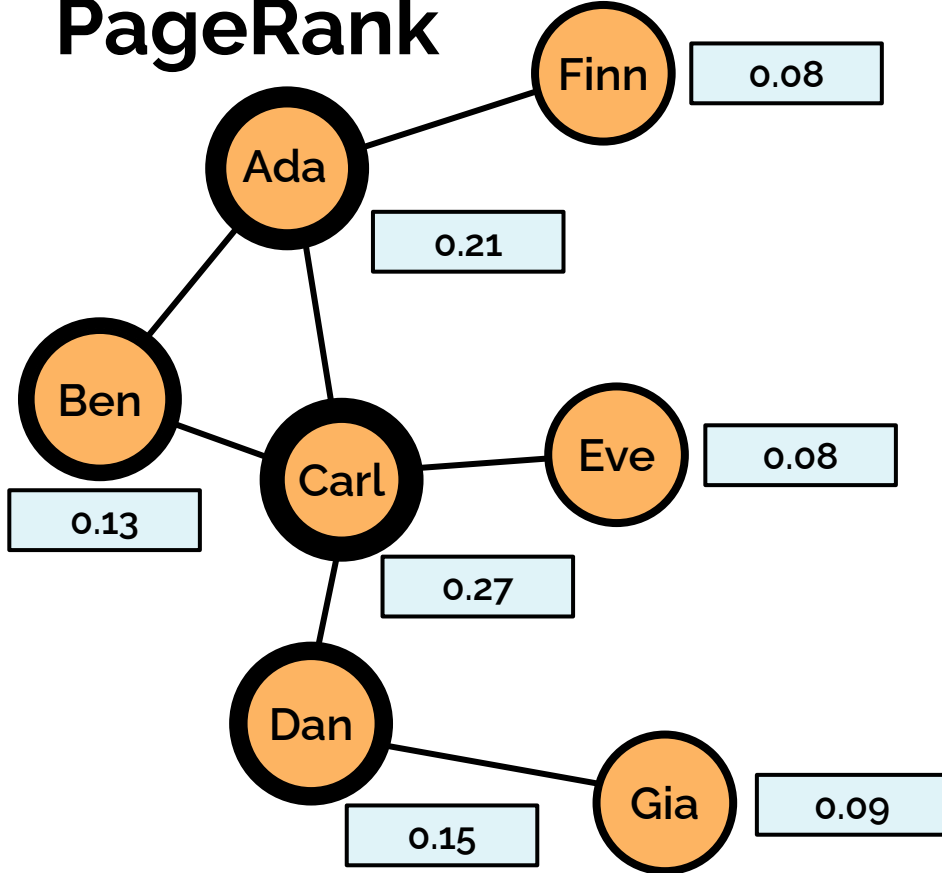 PageRank
Finn
0.08
Ada
0.21
Ben
0.13
Carl
0.27
Eve
0.08
Dan
0.15
Gia
0.09